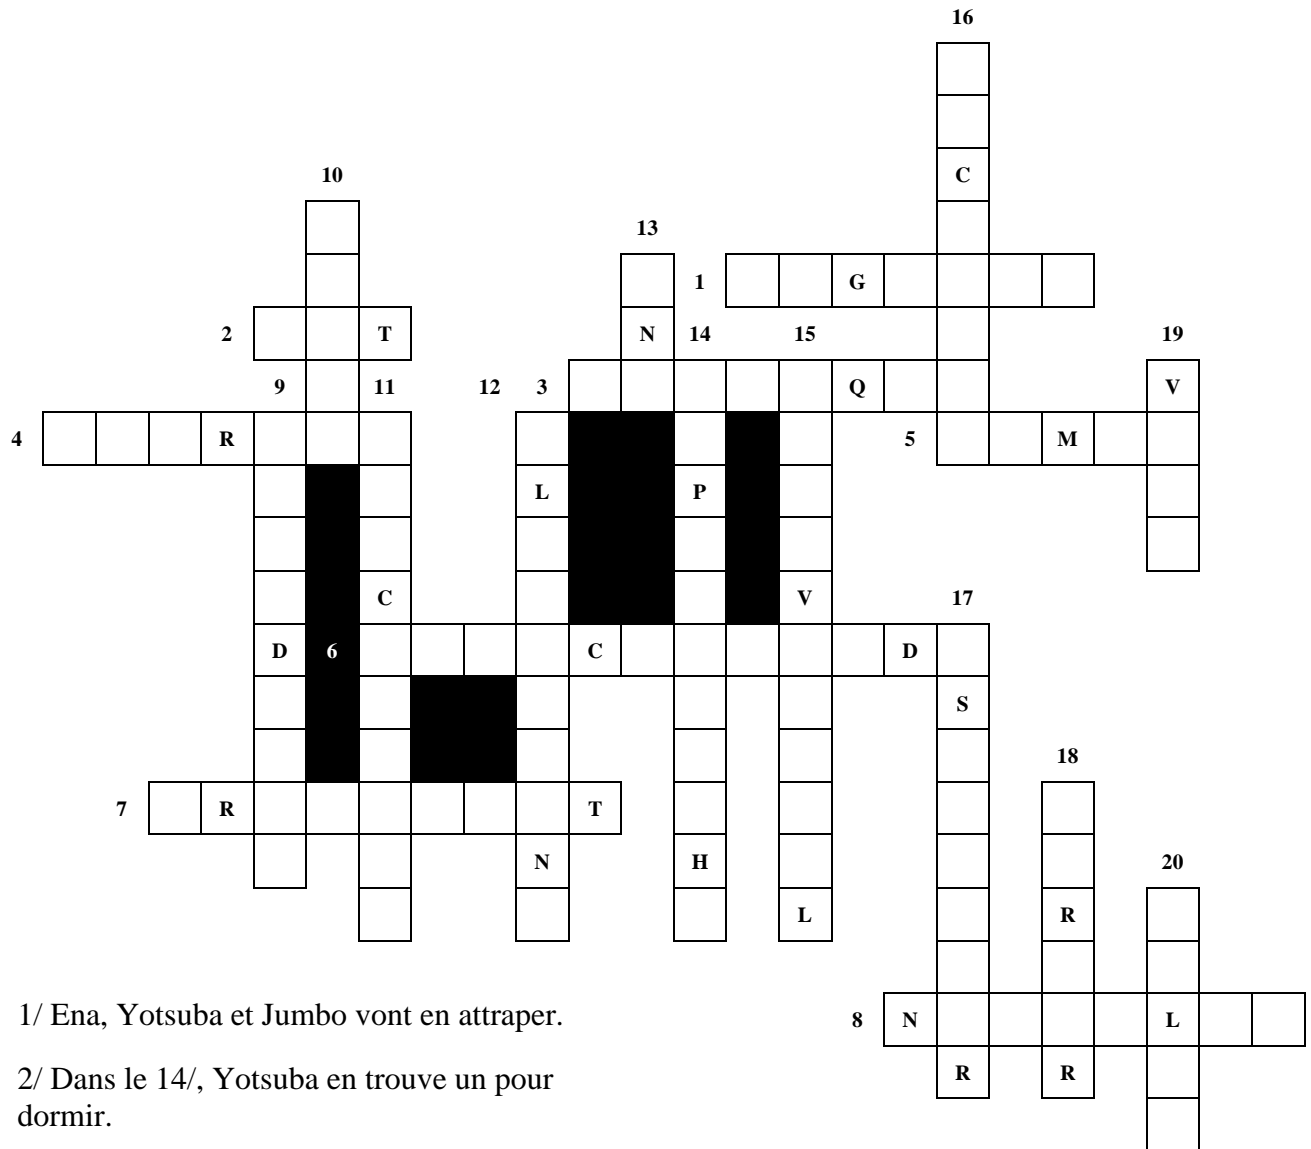 16
C
10
13
1 G
2 T N 14 15 19
9 11 12 3 Q V
4 R 5 M
L P
C V 17
D 6 C D
S
18
7 R T
N H 20
L R
8 N L
R R
1/ Ena, Yotsuba et Jumbo vont en attraper.
2/ Dans le 14/, Yotsuba en trouve un pour
dormir.